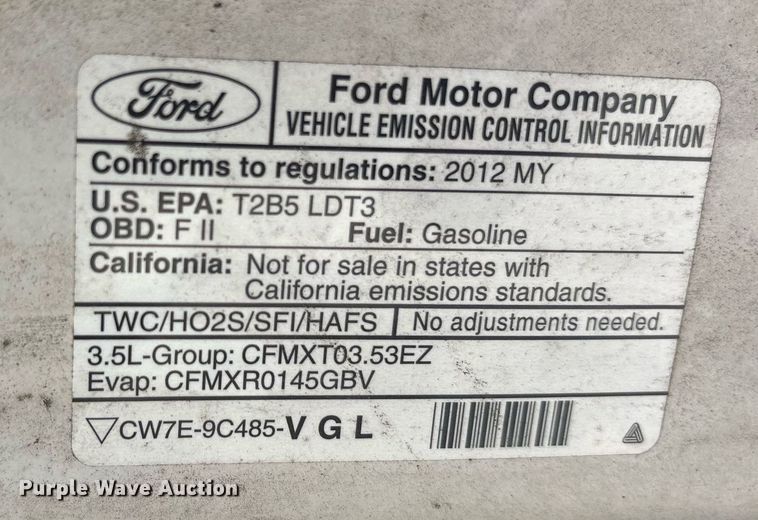 Ford
Ford Motor Company
VEHICLE EMISSION CONTROL INFORMATION
Conforms to regulations: 2012 MY
U.S. EPA: T2B5 LDT3
OBD: F II Fuel: Gasoline
California: Not for sale in states with
California emissions standards.
TWC/HO2S/SFI/HAFS No adjustments needed.
3.5L-Group: CFMXT03.53EZ
Evap: CFMXR0145GBV
CW7E-9C485-V G L
Purple Wave Auction